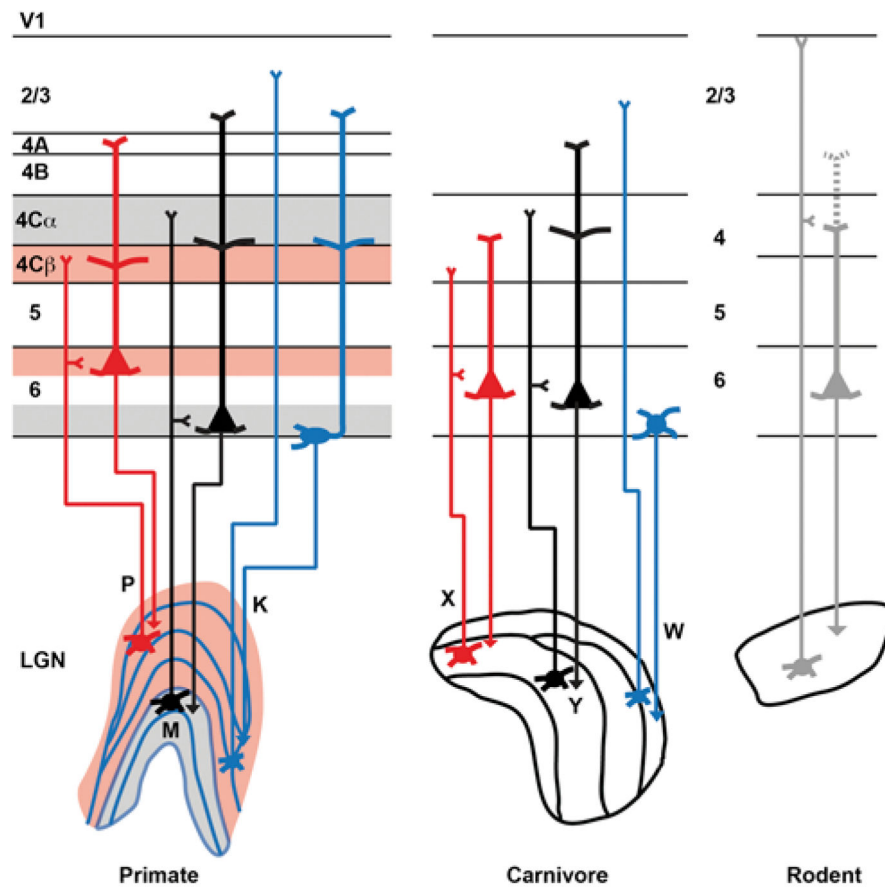 V1
2/3
4A
4B
4Cα
4Cβ
5
6
2/3
4
5
6
P
K
M
LGN
X
Y
W
Primate
Carnivore
Rodent